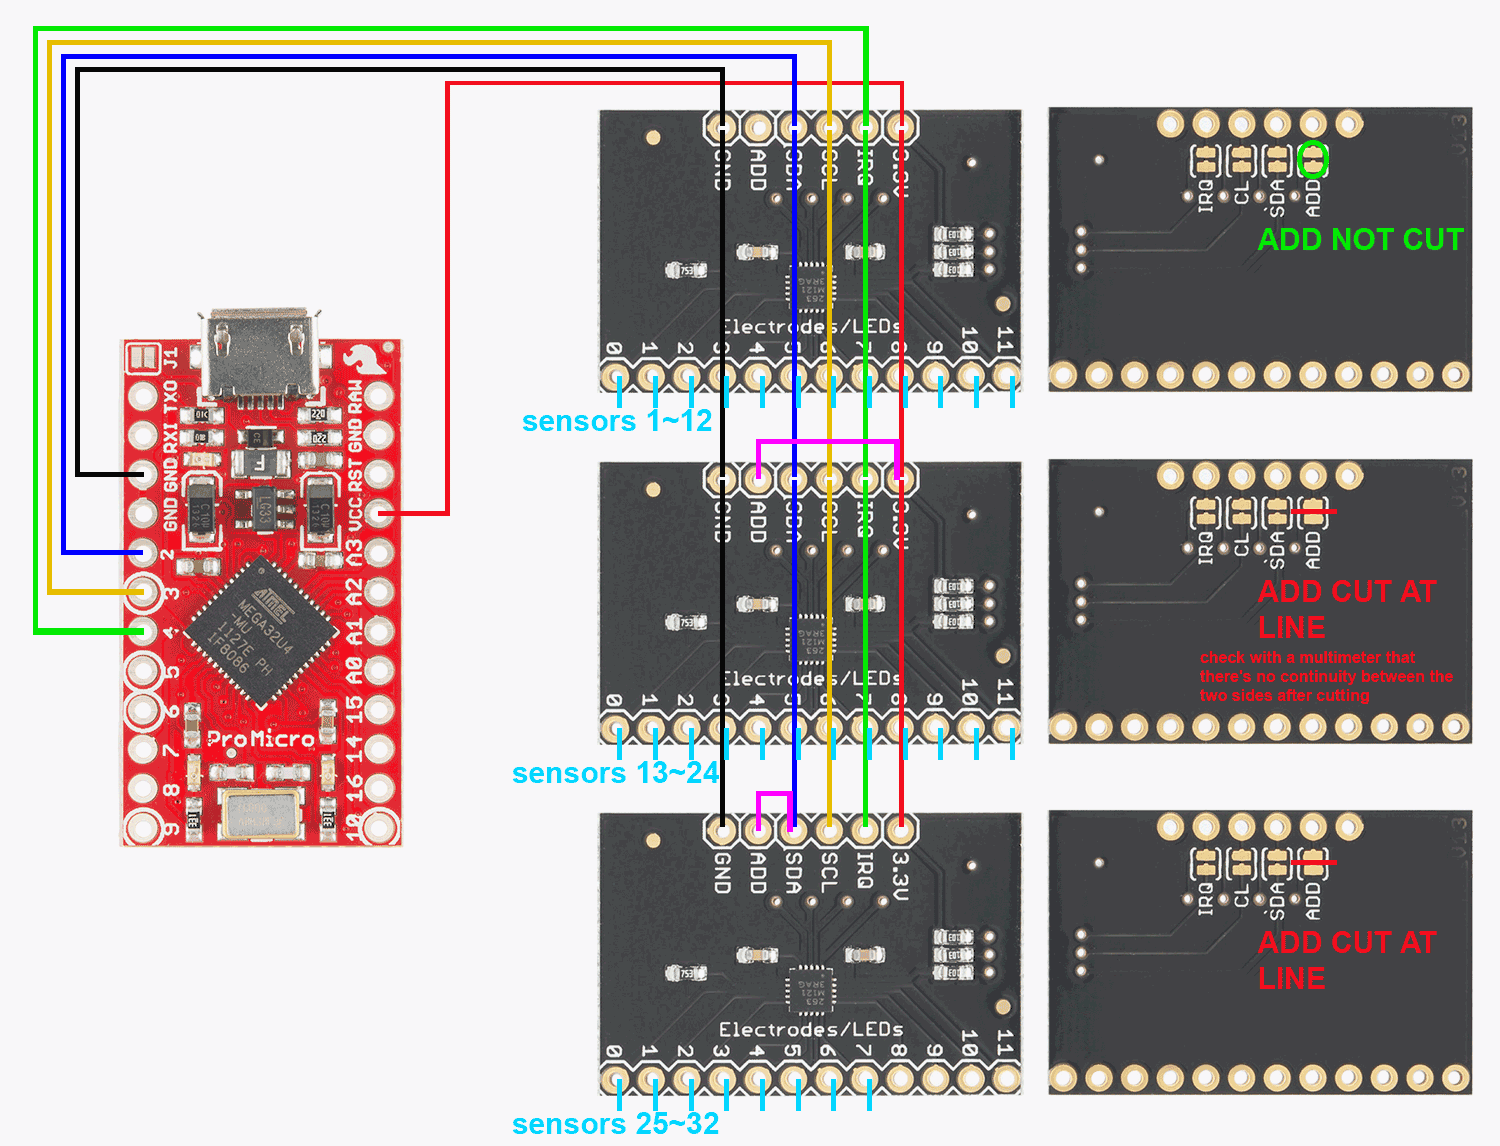 J1
TXO
RAW
RXI
GND
GND
RST
GND
VCC
2
A3
3
A2
4
A1
5
A0
6
15
7
14
8
16
9
10
ATMEL
MEGA32U4
-MU
1127E PH
1F8086
ProMicro
GND
ADD
SDA
SCL
IRQ
3.3V
Electrodes/LEDs
0 1 2 3 4 5 6 7 8 9 10 11
sensors 1~12
IRQ
CL
SDA
ADD
ADD NOT CUT
GND
ADD
SDA
SCL
IRQ
3.3V
Electrodes/LEDs
0 1 2 3 4 5 6 7 8 9 10 11
sensors 13~24
IRQ
CL
SDA
ADD
ADD CUT AT
LINE
check with a multimeter that
there's no continuity between the
two sides after cutting
GND
ADD
SDA
SCL
IRQ
3.3V
Electrodes/LEDs
0 1 2 3 4 5 6 7 8 9 10 11
sensors 25~32
IRQ
CL
SDA
ADD
ADD CUT AT
LINE